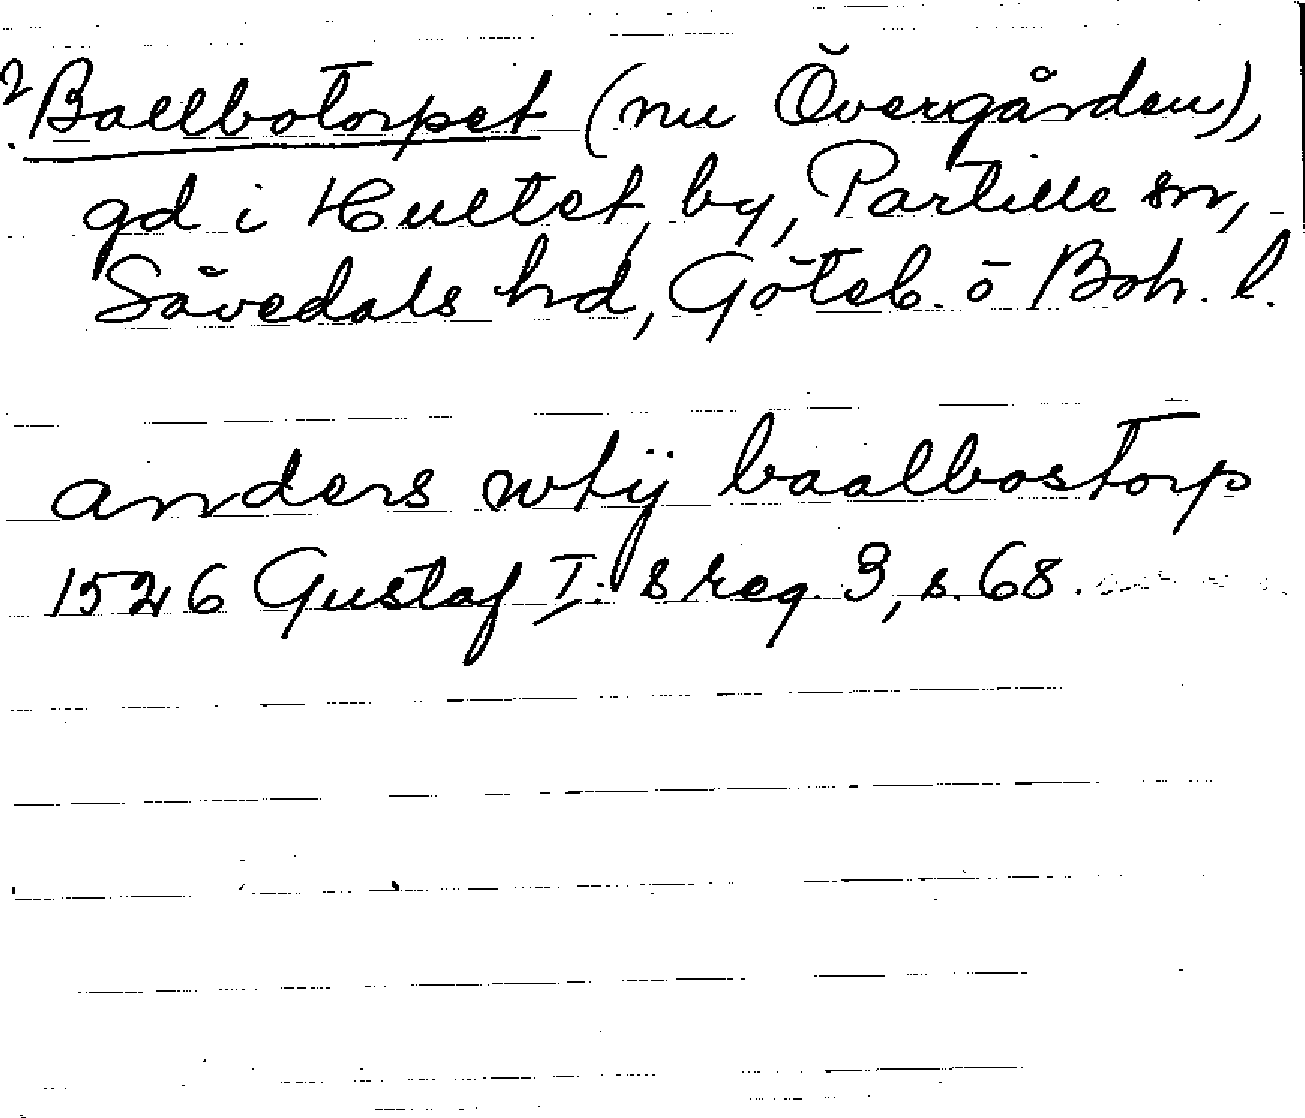 ? Ballbotorpet (nu Övergården),
gd i Hultet, by, Partille sn,
Sävedals hd, Göteb. o Boh. l.
anders wtij baalbostorp
1526 Gustaf I:s reg. 3, s. 68.